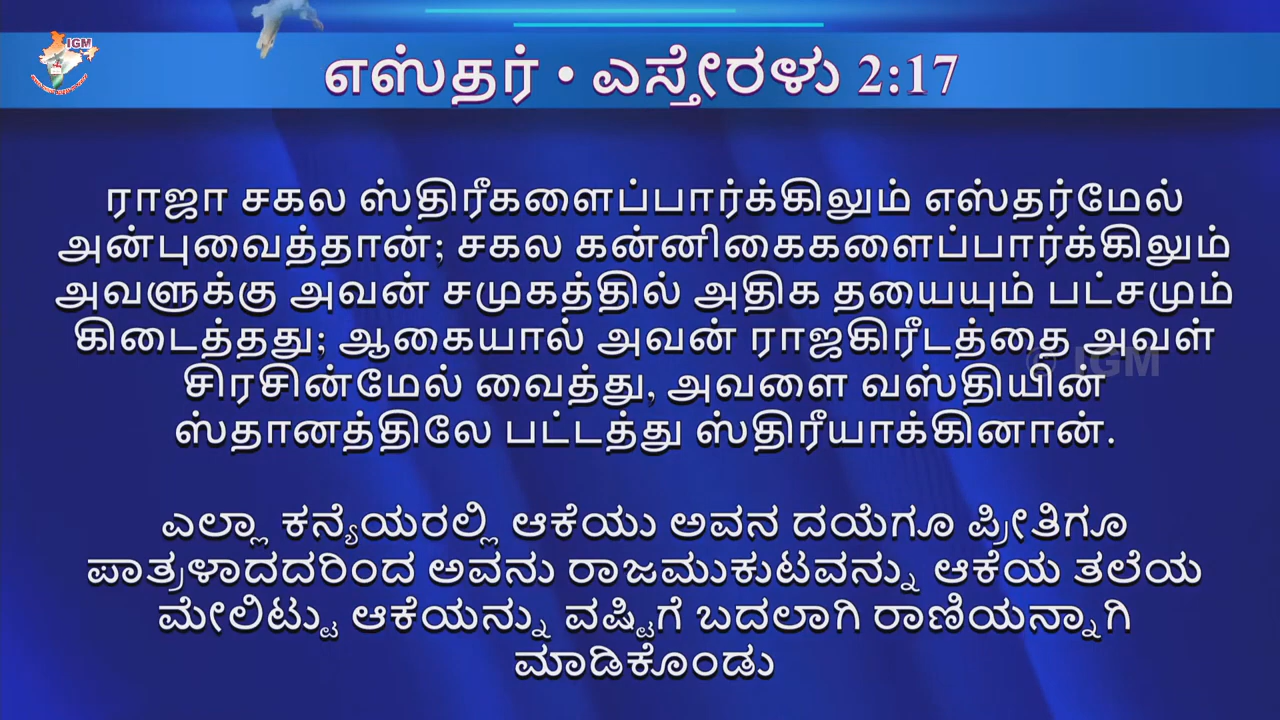 IGM
எஸ்தர் • ಎಸ್ತೇರಳು 2:17
ராஜா சகல ஸ்திரீகளைப்பார்க்கிலும் எஸ்தர்மேல்
அன்புவைத்தான்; சகல கன்னிகைகளைப்பார்க்கிலும்
அவளுக்கு அவன் சமுகத்தில் அதிக தயையும் பட்சமும்
கிடைத்தது; ஆகையால் அவன் ராஜகிரீடத்தை அவள்
© IGM
சிரசின்மேல் வைத்து, அவளை வஸ்தியின்
ஸ்தானத்திலே பட்டத்து ஸ்திரீயாக்கினான்.
ಎಲ್ಲಾ ಕನ್ಯೆಯರಲ್ಲಿ ಆಕೆಯು ಅವನ ದಯೆಗೂ ಪ್ರೀತಿಗೂ
ಪಾತ್ರಳಾದದರಿಂದ ಅವನು ರಾಜಮುಕುಟವನ್ನು ಆಕೆಯ ತಲೆಯ
ಮೇಲಿಟ್ಟು ಆಕೆಯನ್ನು ವಷ್ಟಿಗೆ ಬದಲಾಗಿ ರಾಣಿಯನ್ನಾಗಿ
ಮಾಡಿಕೊಂಡು